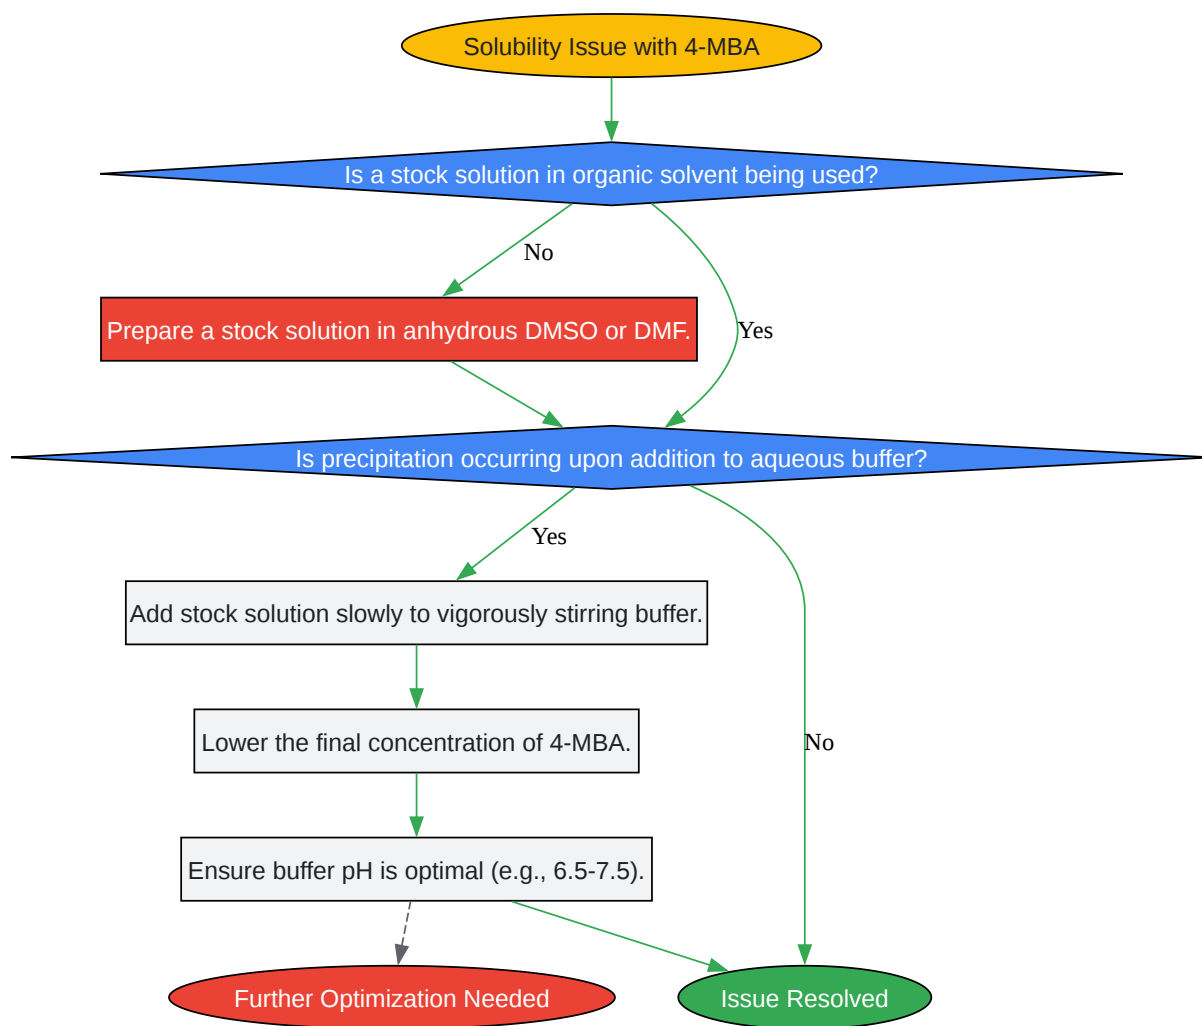 Solubility Issue with 4-MBA
Is a stock solution in organic solvent being used?
No
Prepare a stock solution in anhydrous DMSO or DMF.
Yes
Is precipitation occurring upon addition to aqueous buffer?
Yes
Add stock solution slowly to vigorously stirring buffer.
Lower the final concentration of 4-MBA.
No
Ensure buffer pH is optimal (e.g., 6.5-7.5).
Further Optimization Needed
Issue Resolved